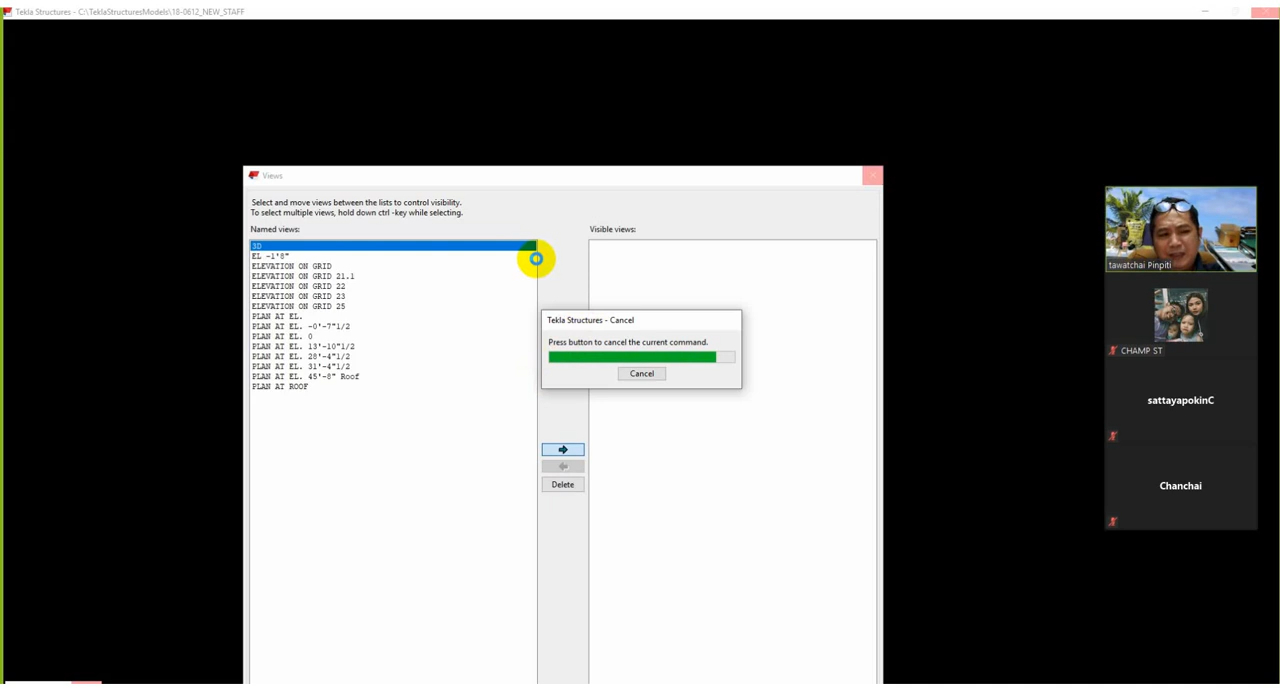 Tekla Structures - C:\TeklaStructuresModels\18-0612_NEW_STAFF
Views
Select and move views between the lists to control visibility.
To select multiple views, hold down ctrl -key while selecting.
Named views:
Visible views:
3D
EL -1'8"
ELEVATION ON GRID
ELEVATION ON GRID 21.1
ELEVATION ON GRID 22
ELEVATION ON GRID 23
ELEVATION ON GRID 25
PLAN AT EL.
PLAN AT EL. -0'-7"1/2
PLAN AT EL. 0
PLAN AT EL. 13'-10"1/2
PLAN AT EL. 28'-4"1/2
PLAN AT EL. 31'-4"1/2
PLAN AT EL. 45'-8" Roof
PLAN AT ROOF
Tekla Structures - Cancel
Press button to cancel the current command.
Cancel
Delete
tawatchai Pinpiti
CHAMP ST
sattayapokinC
Chanchai